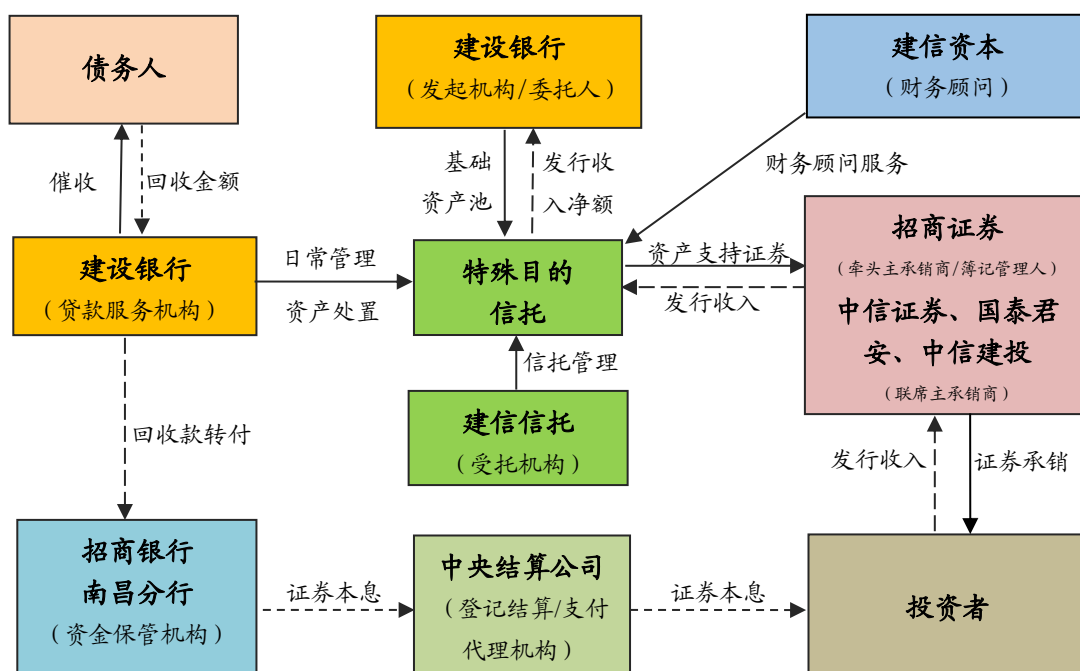 债务人
建设银行
（发起机构/委托人）
建信资本
（财务顾问）
催收
回收金额
基础
资产池
发行收
入净额
财务顾问服务
建设银行
（贷款服务机构）
日常管理
资产处置
特殊目的
信托
资产支持证券
发行收入
招商证券
（牵头主承销商/簿记管理人）
中信证券、国泰君
安、中信建投
（联席主承销商）
信托管理
建信信托
（受托机构）
回收款转付
发行收入
证券承销
招商银行
南昌分行
（资金保管机构）
证券本息
中央结算公司
（登记结算/支付
代理机构）
证券本息
投资者